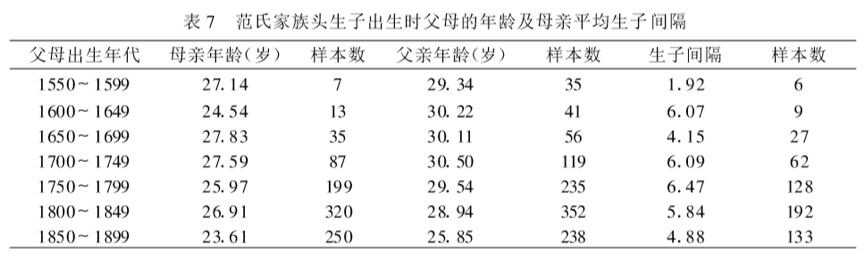 表 7 范氏家族头生子出生时父母的年龄及母亲平均生子间隔
父母出生年代 母亲年龄(岁) 样本数 父亲年龄(岁) 样本数 生子间隔 样本数
1550~1599 27.14 7 29.34 35 1.92 6
1600~1649 24.54 13 30.22 41 6.07 9
1650~1699 27.83 35 30.11 56 4.15 27
1700~1749 27.59 87 30.50 119 6.09 62
1750~1799 25.97 199 29.54 235 6.47 128
1800~1849 26.91 320 28.94 352 5.84 192
1850~1899 23.61 250 25.85 238 4.88 133